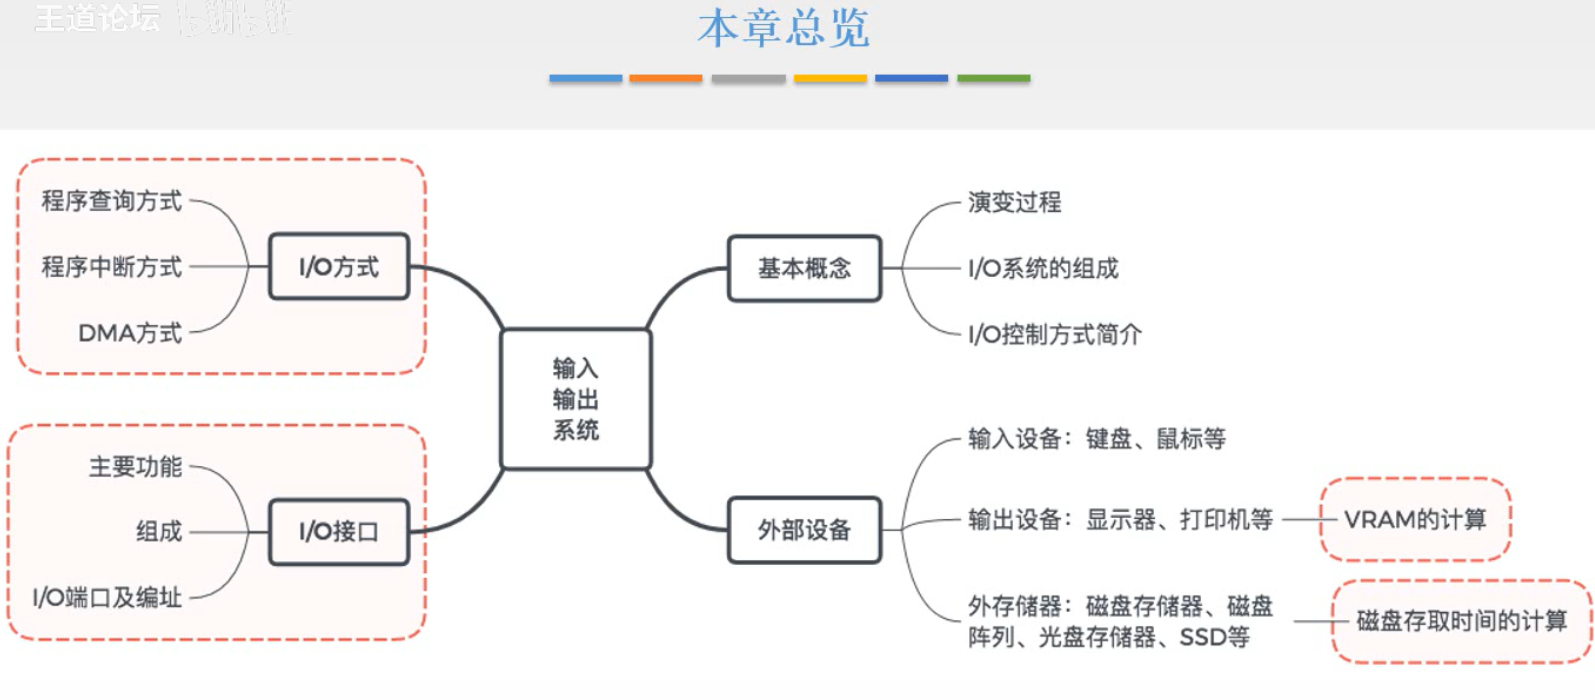 王道论坛
本章总览
程序查询方式
程序中断方式
DMA方式
I/O方式
主要功能
组成
I/O端口及编址
I/O接口
输入
输出
系统
基本概念
演变过程
I/O系统的组成
I/O控制方式简介
外部设备
输入设备：键盘、鼠标等
输出设备：显示器、打印机等
VRAM的计算
外存储器：磁盘存储器、磁盘
阵列、光盘存储器、SSD等
磁盘存取时间的计算